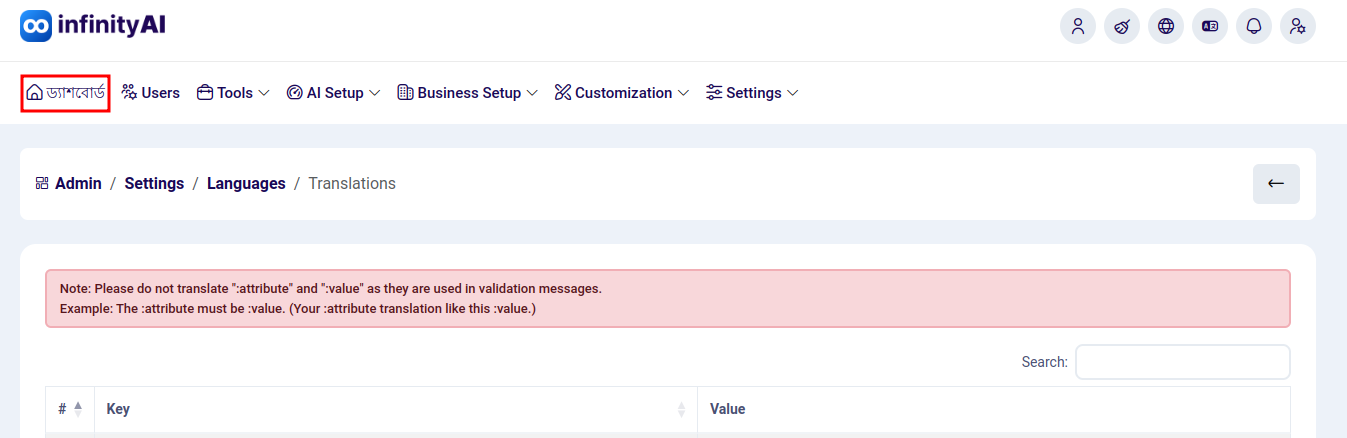 infinityAI
ড্যাশবোর্ড Users Tools AI Setup Business Setup Customization Settings
Admin / Settings / Languages / Translations
Note: Please do not translate ":attribute" and ":value" as they are used in validation messages.
Example: The :attribute must be :value. (Your :attribute translation like this :value.)
Search:
# Key Value